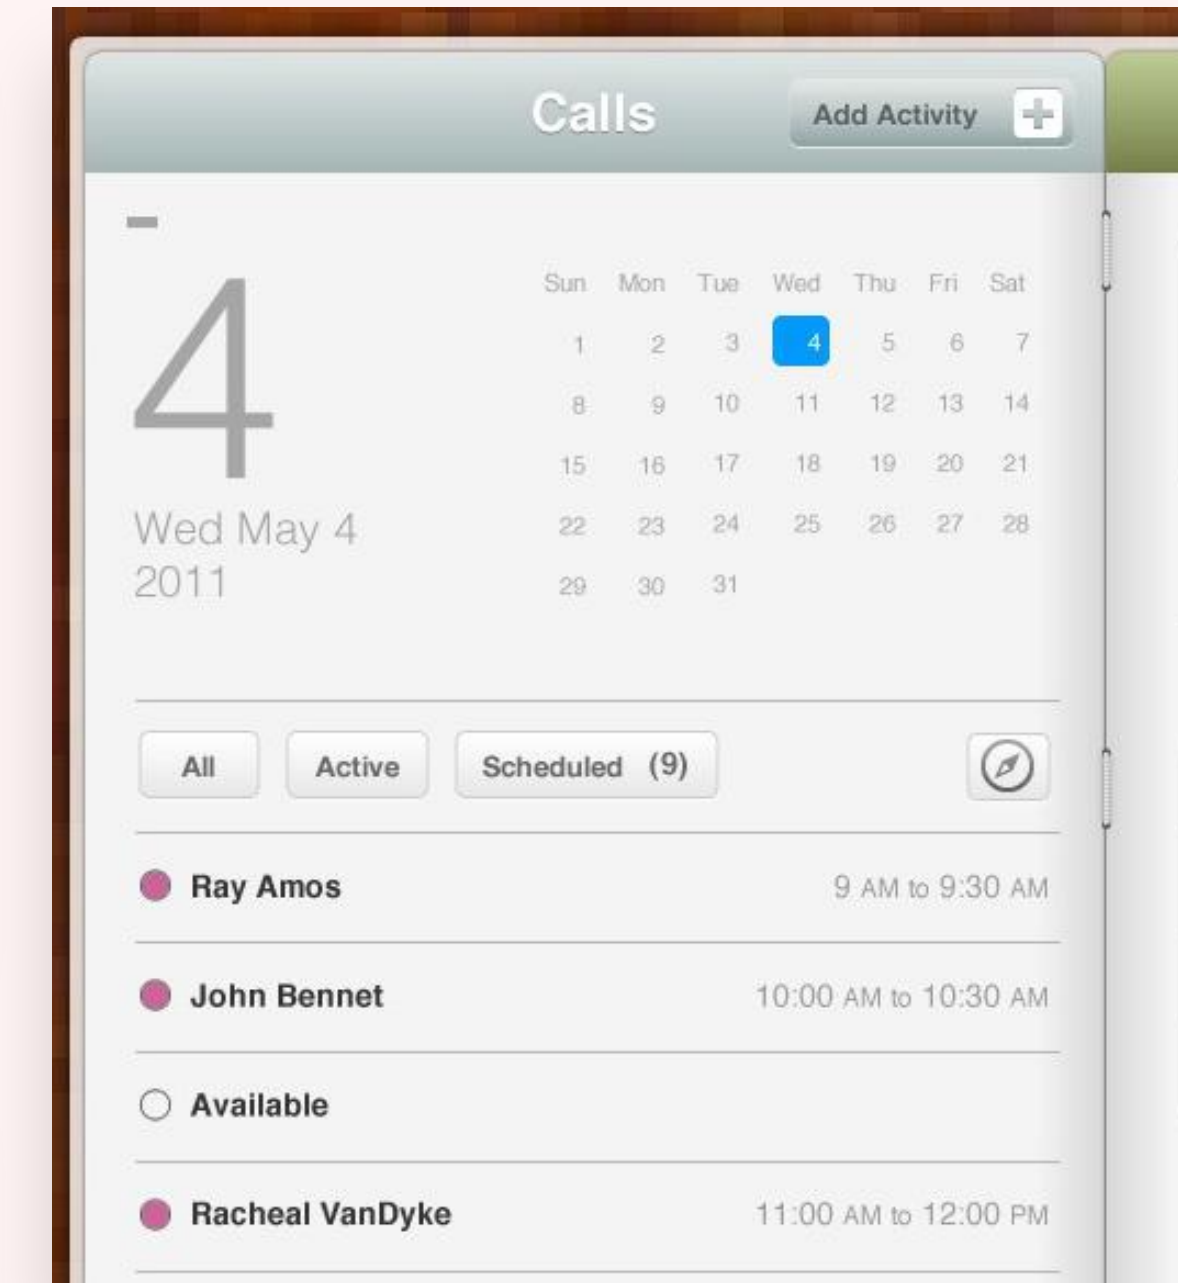 Calls
Add Activity
4
Wed May 4
2011
Sun Mon Tue Wed Thu Fri Sat
1 2 3 4 5 6 7
8 9 10 11 12 13 14
15 16 17 18 19 20 21
22 23 24 25 26 27 28
29 30 31
All Active Scheduled (9)
Ray Amos 9 AM to 9:30 AM
John Bennet 10:00 AM to 10:30 AM
Available
Racheal VanDyke 11:00 AM to 12:00 PM